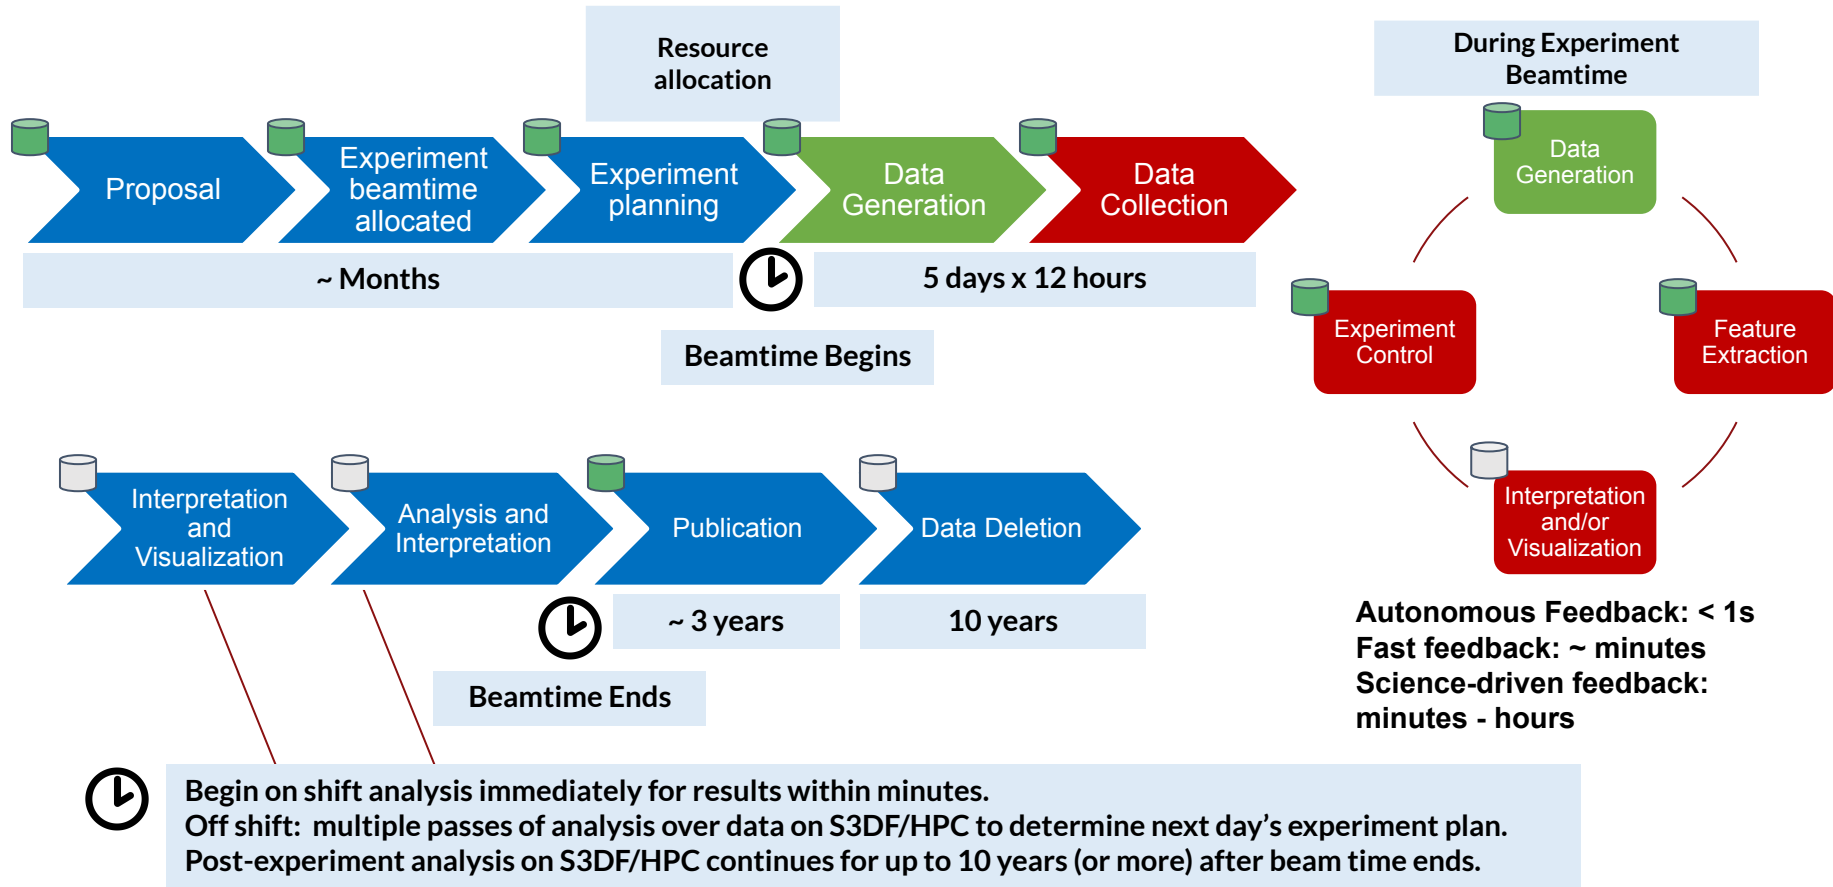 Resource
allocation
During Experiment
Beamtime
Proposal
Experiment
beamtime
allocated
Experiment
planning
Data
Generation
Data
Collection
~ Months
5 days x 12 hours
Beamtime Begins
Data
Generation
Experiment
Control
Feature
Extraction
Interpretation
and/or
Visualization
Interpretation
and
Visualization
Analysis and
Interpretation
Publication
Data Deletion
~ 3 years
10 years
Beamtime Ends
Autonomous Feedback: < 1s
Fast feedback: ~ minutes
Science-driven feedback:
minutes - hours
Begin on shift analysis immediately for results within minutes.
Off shift:  multiple passes of analysis over data on S3DF/HPC to determine next day’s experiment plan.
Post-experiment analysis on S3DF/HPC continues for up to 10 years (or more) after beam time ends.